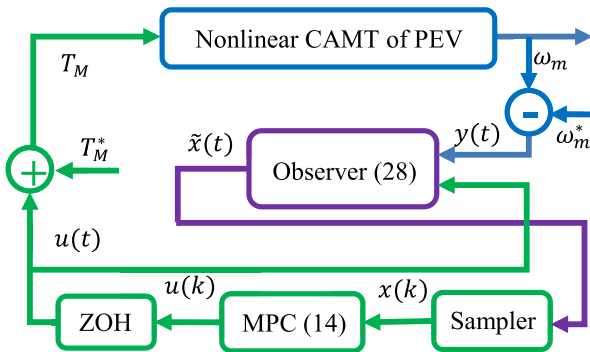 Nonlinear CAMT of PEV
T_M
ω_m
-
ω_m^*
y(t)
x̃(t)
Observer (28)
T_M^*
+
u(t)
u(k)
x(k)
ZOH
MPC (14)
Sampler